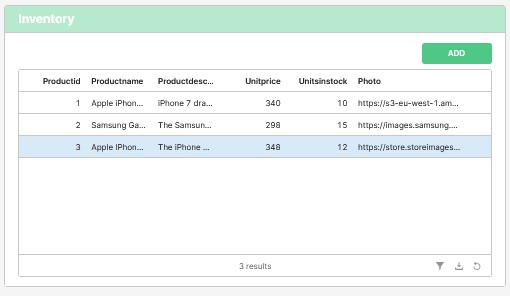 Inventory
ADD
Productid Productname Productdesc... Unitprice Unitsinstock Photo
1 Apple iPhon... iPhone 7 dra... 340 10 https://s3-eu-west-1.am...
2 Samsung Ga... The Samsun... 298 15 https://images.samsung....
3 Apple IPhon... The iPhone ... 348 12 https://store.storeimages...
3 results